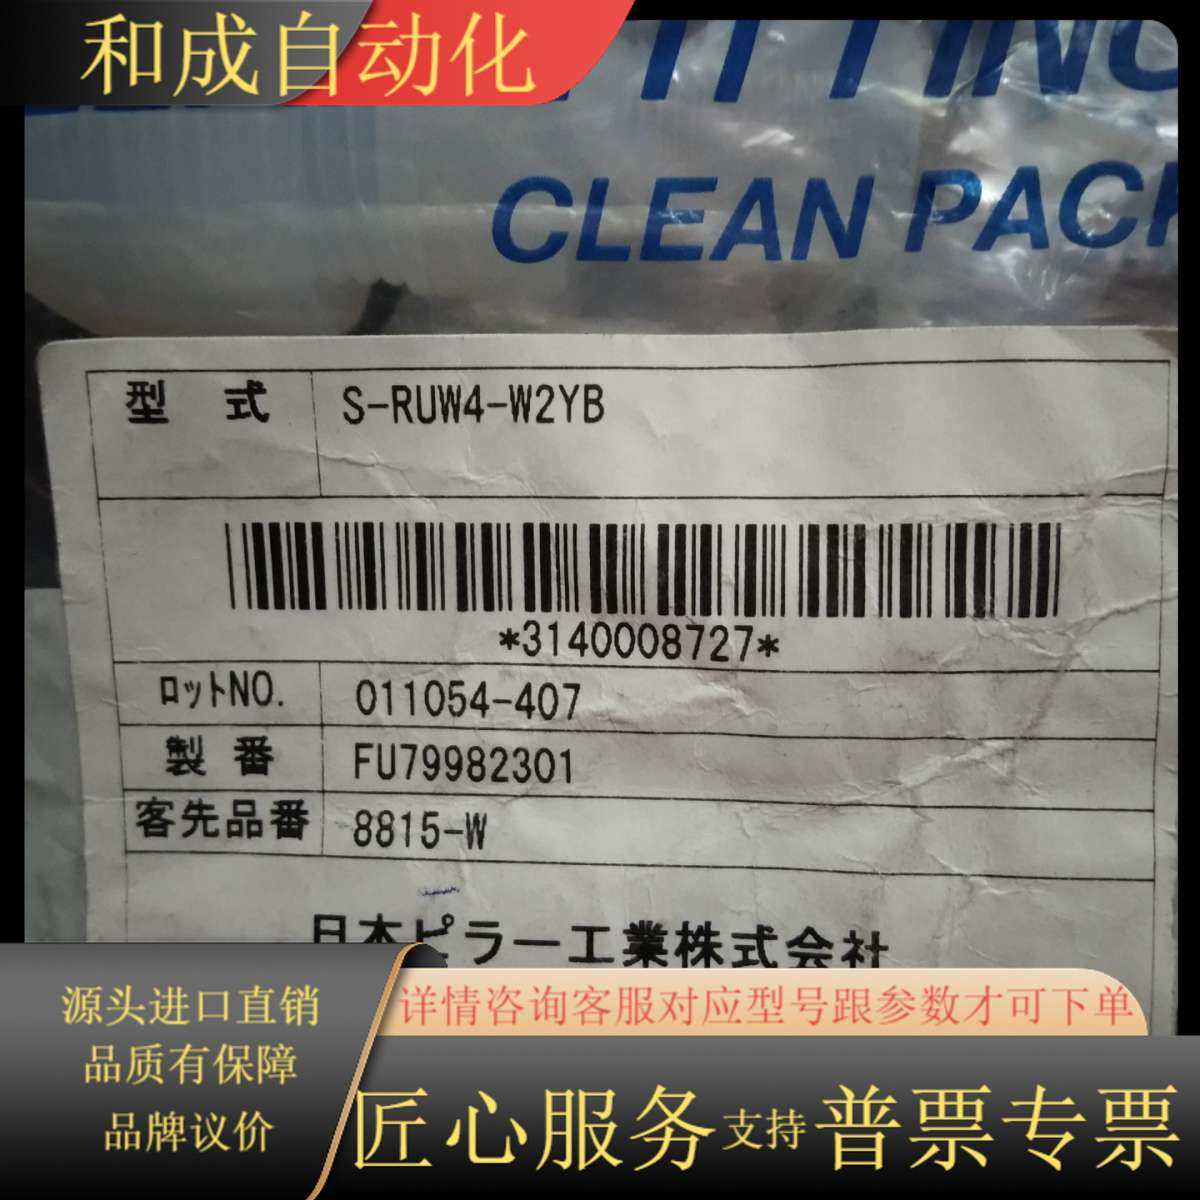 和成自动化
FITTING
CLEAN PACK
型 式 S-RUW4-W2YB
*3140008727*
ロットNO. 011054-407
製 番 FU79982301
客先品番 8815-W
日本ピラー工業株式会社
源头进口直销
品质有保障
品牌议价
详情咨询客服对应型号跟参数才可下单
匠心服务支持普票专票